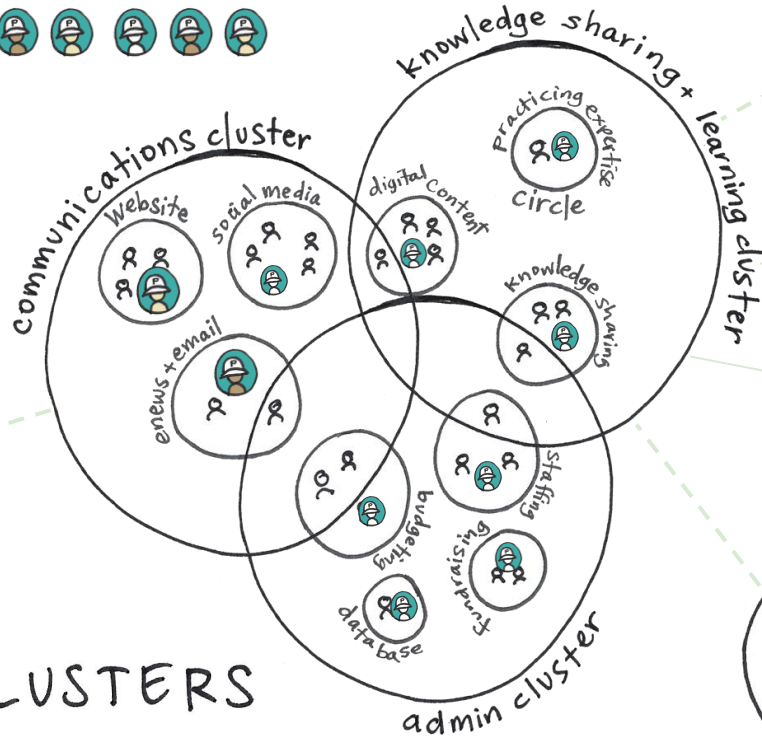 P P P P P
knowledge sharing + learning cluster
communications cluster
practicing expertise
circle
digital content
website
social media
knowledge sharing
enews + email
staffing
budgeting
fundraising
database
admin cluster
LUSTERS